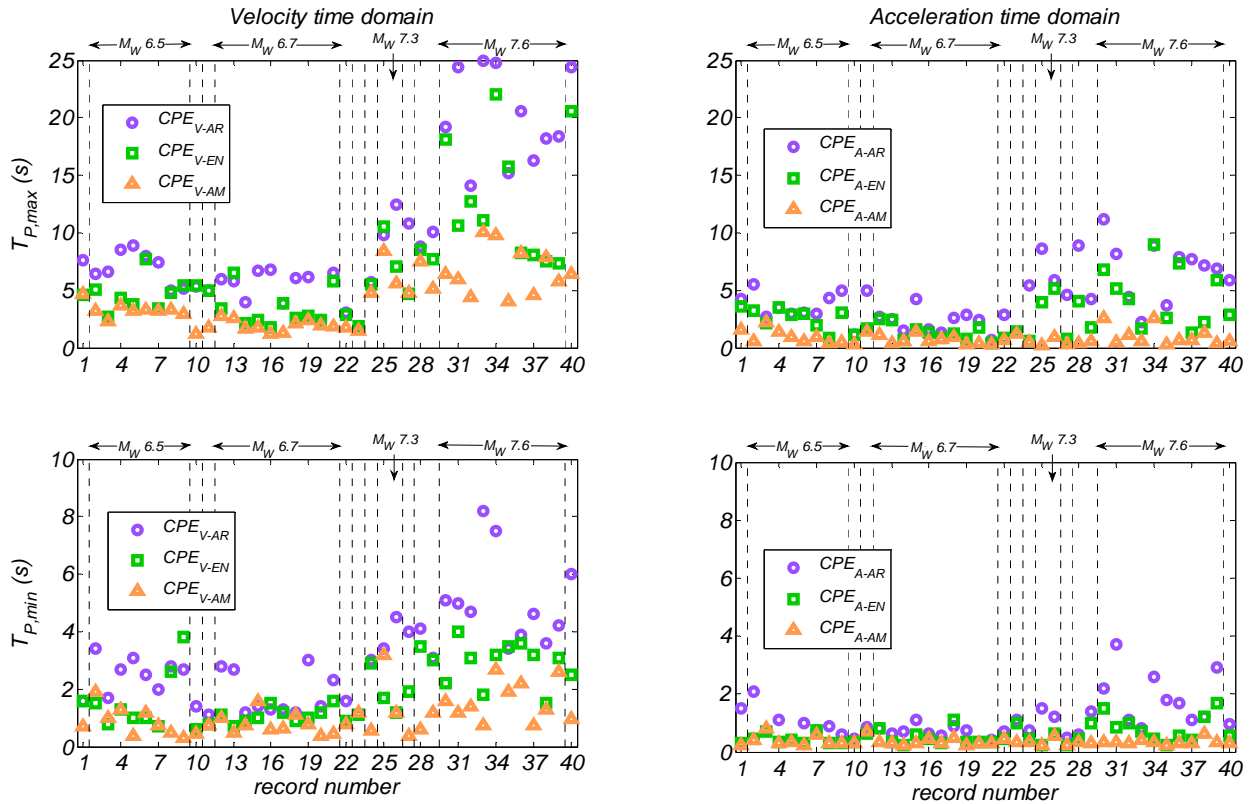 Velocity time domain
Acceleration time domain
M_W 6.5 M_W 6.7 M_W 7.3 M_W 7.6
M_W 6.5 M_W 6.7 M_W 7.3 M_W 7.6
T_P,max (s)
25
20
15
10
5
0
CPE_V-AR
CPE_V-EN
CPE_V-AM
1 4 7 10 13 16 19 22 25 28 31 34 37 40
25
20
15
10
5
0
CPE_A-AR
CPE_A-EN
CPE_A-AM
1 4 7 10 13 16 19 22 25 28 31 34 37 40
M_W 6.5 M_W 6.7 M_W 7.3 M_W 7.6
M_W 6.5 M_W 6.7 M_W 7.3 M_W 7.6
T_P,min (s)
10
8
6
4
2
0
CPE_V-AR
CPE_V-EN
CPE_V-AM
1 4 7 10 13 16 19 22 25 28 31 34 37 40
record number
10
8
6
4
2
0
CPE_A-AR
CPE_A-EN
CPE_A-AM
1 4 7 10 13 16 19 22 25 28 31 34 37 40
record number